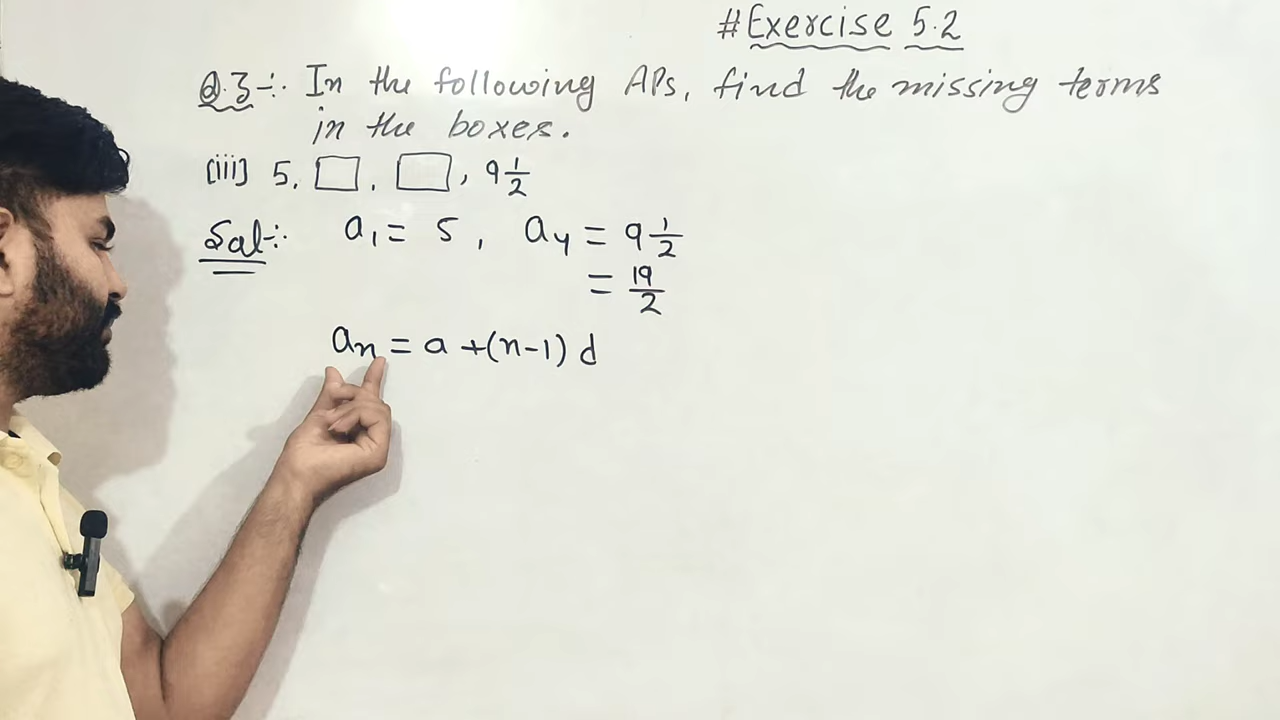 #Exercise 5.2
Q.3÷. In the following APs, find the missing terms
in the boxes.
(iii) 5, □, □, 9 1/2
Sol÷. a₁ = 5, a₄ = 9 1/2
= 19/2
aₙ = a + (n-1) d